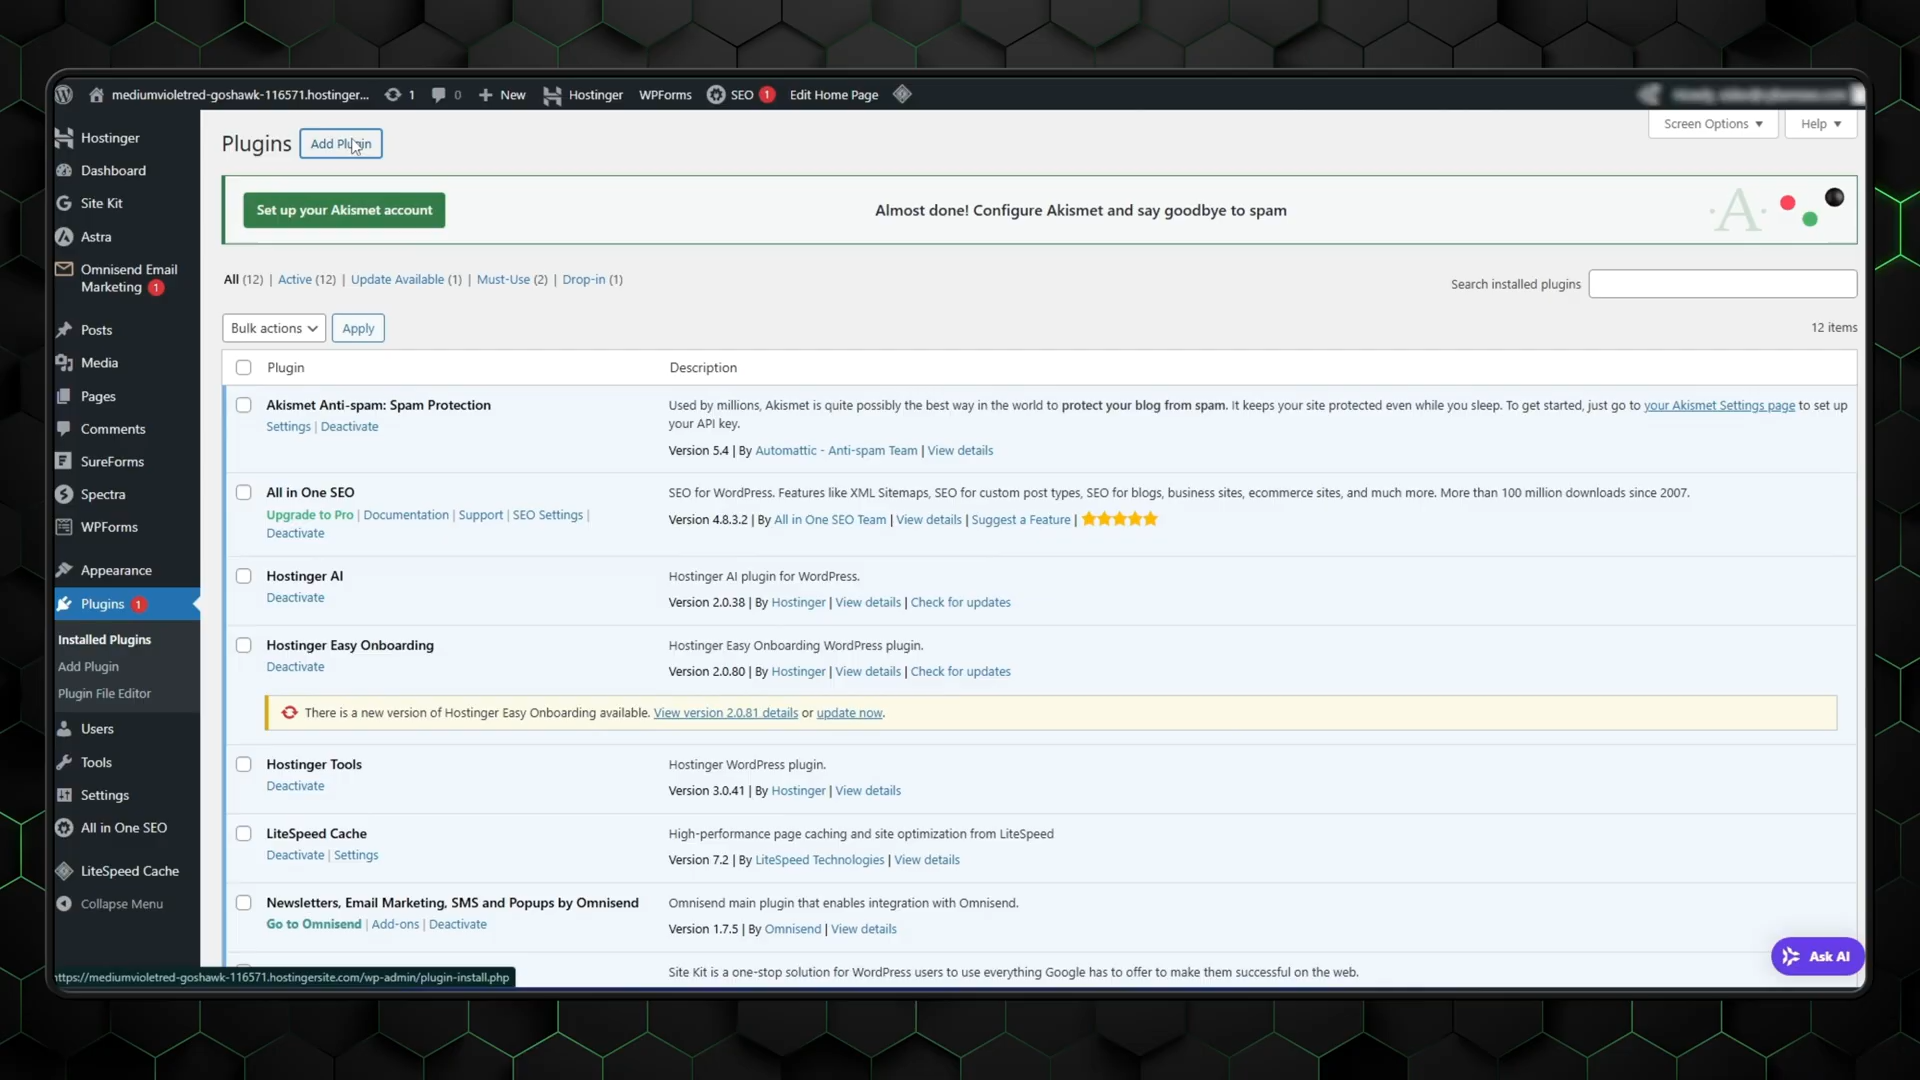 mediumvioletred-goshawk-116571.hostinger... 1 0 New Hostinger WPForms SEO 1 Edit Home Page
Hostinger
Dashboard
Site Kit
Astra
Omnisend Email
Marketing 1
Posts
Media
Pages
Comments
SureForms
Spectra
WPForms
Appearance
Plugins 1
Installed Plugins
Add Plugin
Plugin File Editor
Users
Tools
Settings
All in One SEO
LiteSpeed Cache
Collapse Menu
Plugins Add Plugin
Screen Options Help
Set up your Akismet account
Almost done! Configure Akismet and say goodbye to spam
A
All (12) | Active (12) | Update Available (1) | Must-Use (2) | Drop-in (1)
Search installed plugins
Bulk actions Apply
12 items
Plugin Description
Akismet Anti-spam: Spam Protection
Settings | Deactivate
Used by millions, Akismet is quite possibly the best way in the world to protect your blog from spam. It keeps your site protected even while you sleep. To get started, just go to your Akismet Settings page to set up
your API key.
Version 5.4 | By Automattic - Anti-spam Team | View details
All in One SEO
Upgrade to Pro | Documentation | Support | SEO Settings |
Deactivate
SEO for WordPress. Features like XML Sitemaps, SEO for custom post types, SEO for blogs, business sites, ecommerce sites, and much more. More than 100 million downloads since 2007.
Version 4.8.3.2 | By All in One SEO Team | View details | Suggest a Feature |
Hostinger AI
Deactivate
Hostinger AI plugin for WordPress.
Version 2.0.38 | By Hostinger | View details | Check for updates
Hostinger Easy Onboarding
Deactivate
Hostinger Easy Onboarding WordPress plugin.
Version 2.0.80 | By Hostinger | View details | Check for updates
There is a new version of Hostinger Easy Onboarding available. View version 2.0.81 details or update now.
Hostinger Tools
Deactivate
Hostinger WordPress plugin.
Version 3.0.41 | By Hostinger | View details
LiteSpeed Cache
Deactivate | Settings
High-performance page caching and site optimization from LiteSpeed
Version 7.2 | By LiteSpeed Technologies | View details
Newsletters, Email Marketing, SMS and Popups by Omnisend
Go to Omnisend | Add-ons | Deactivate
Omnisend main plugin that enables integration with Omnisend.
Version 1.7.5 | By Omnisend | View details
Site Kit is a one-stop solution for WordPress users to use everything Google has to offer to make them successful on the web.
Ask AI
https://mediumvioletred-goshawk-116571.hostingersite.com/wp-admin/plugin-install.php